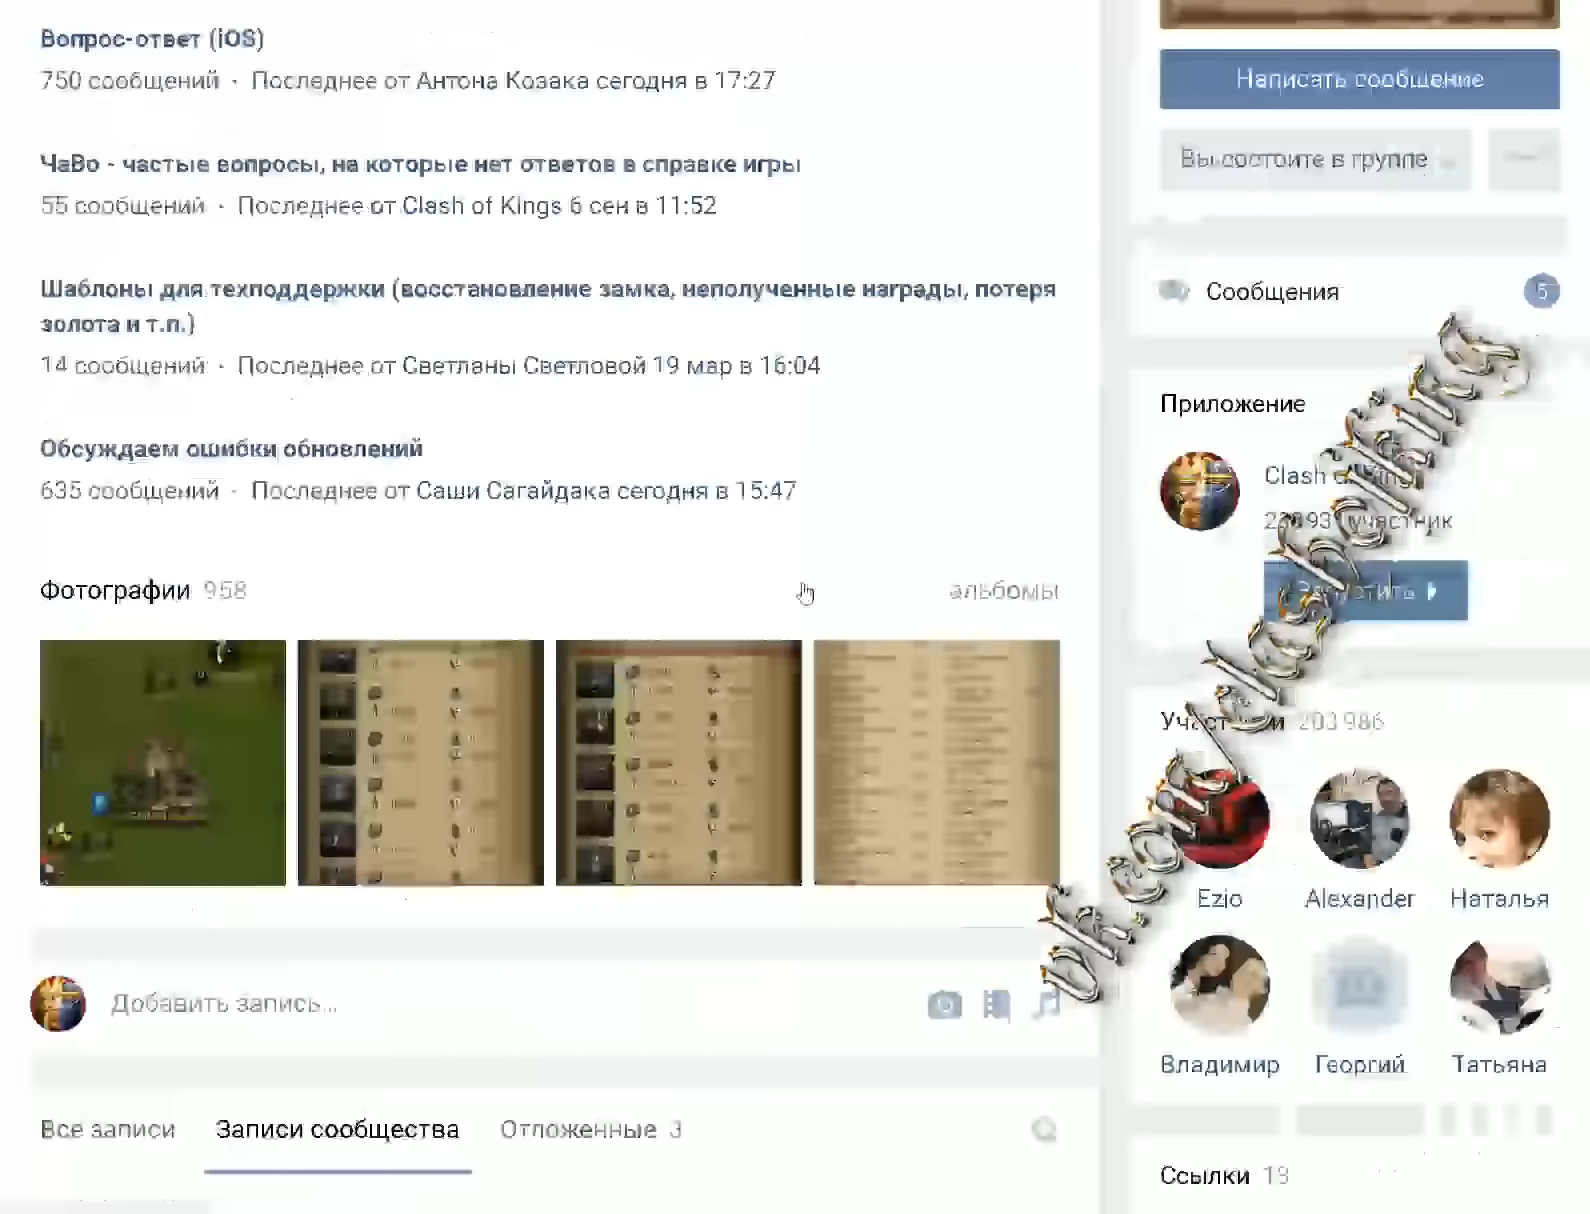 Вопрос-ответ (iOS)
750 сообщений · Последнее от Антона Козака сегодня в 17:27
ЧаВо - частые вопросы, на которые нет ответов в справке игры
55 сообщений · Последнее от Clash of Kings 6 сен в 11:52
Шаблоны для техподдержки (восстановление замка, неполученные награды, потеря
золота и т.п.)
14 сообщений · Последнее от Светланы Светловой 19 мар в 16:04
Обсуждаем ошибки обновлений
635 сообщений · Последнее от Саши Сагайдака сегодня в 15:47
Фотографии 958
альбомы
Добавить запись...
Все записи Записи сообщества Отложенные 3
Написать сообщение
Вы состоите в группе
Сообщения 5
Приложение
Clash of Kings
участник
Запустить
Участники 203 986
Ezio Alexander Наталья
Владимир Георгий Татьяна
Ссылки 13
vk.com/clashofkings